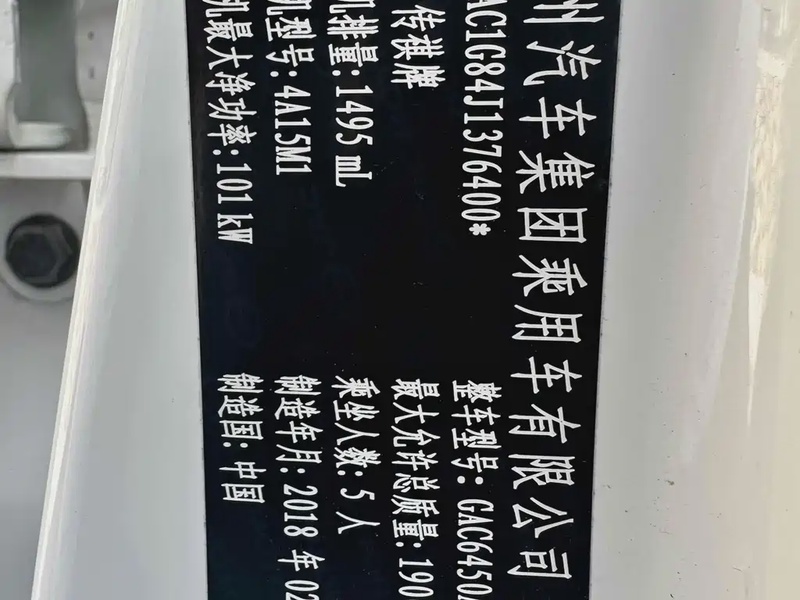 州汽车集团乘用车有限公司
AC1G84J1376400*
整车型号: GAC6450
传祺牌
最大允许总质量: 190
机排量: 1495 mL
乘坐人数: 5 人
机型号: 4A15M1
制造年月: 2018 年 02
机最大净功率: 101 kW
制造国: 中国